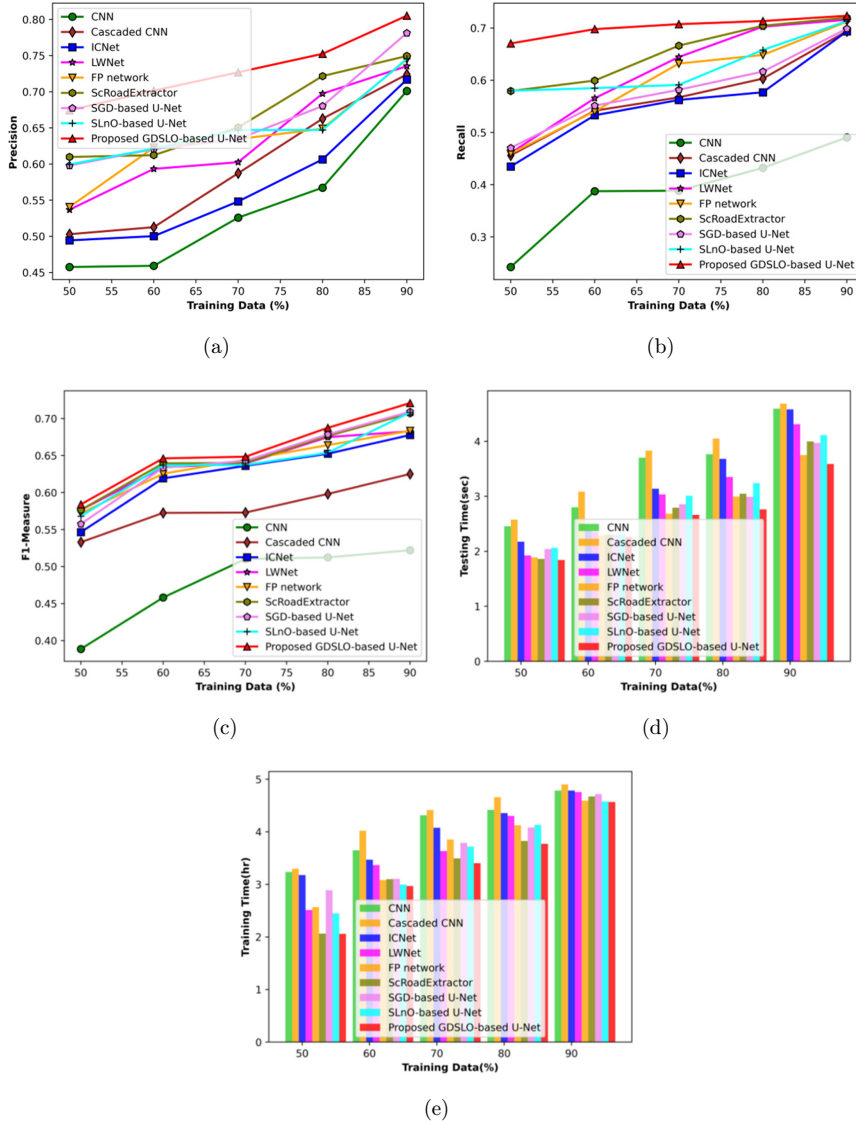 CNN
Cascaded CNN
ICNet
LWNet
FP network
ScRoadExtractor
SGD-based U-Net
SLnO-based U-Net
Proposed GDSLO-based U-Net
Precision
0.80
0.75
0.70
0.65
0.60
0.55
0.50
0.45
50 55 60 65 70 75 80 85 90
Training Data (%)
(a)
Recall
0.7
0.6
0.5
0.4
0.3
CNN
Cascaded CNN
ICNet
LWNet
FP network
ScRoadExtractor
SGD-based U-Net
SLnO-based U-Net
Proposed GDSLO-based U-Net
50 55 60 65 70 75 80 85 90
Training Data (%)
(b)
F1-Measure
0.70
0.65
0.60
0.55
0.50
0.45
0.40
CNN
Cascaded CNN
ICNet
LWNet
FP network
ScRoadExtractor
SGD-based U-Net
SLnO-based U-Net
Proposed GDSLO-based U-Net
50 55 60 65 70 75 80 85 90
Training Data (%)
(c)
Testing Time(sec)
4
3
2
1
0
CNN
Cascaded CNN
ICNet
LWNet
FP network
ScRoadExtractor
SGD-based U-Net
SLnO-based U-Net
Proposed GDSLO-based U-Net
50 60 70 80 90
Training Data(%)
(d)
Training Time(hr)
5
4
3
2
1
0
CNN
Cascaded CNN
ICNet
LWNet
FP network
ScRoadExtractor
SGD-based U-Net
SLnO-based U-Net
Proposed GDSLO-based U-Net
50 60 70 80 90
Training Data(%)
(e)